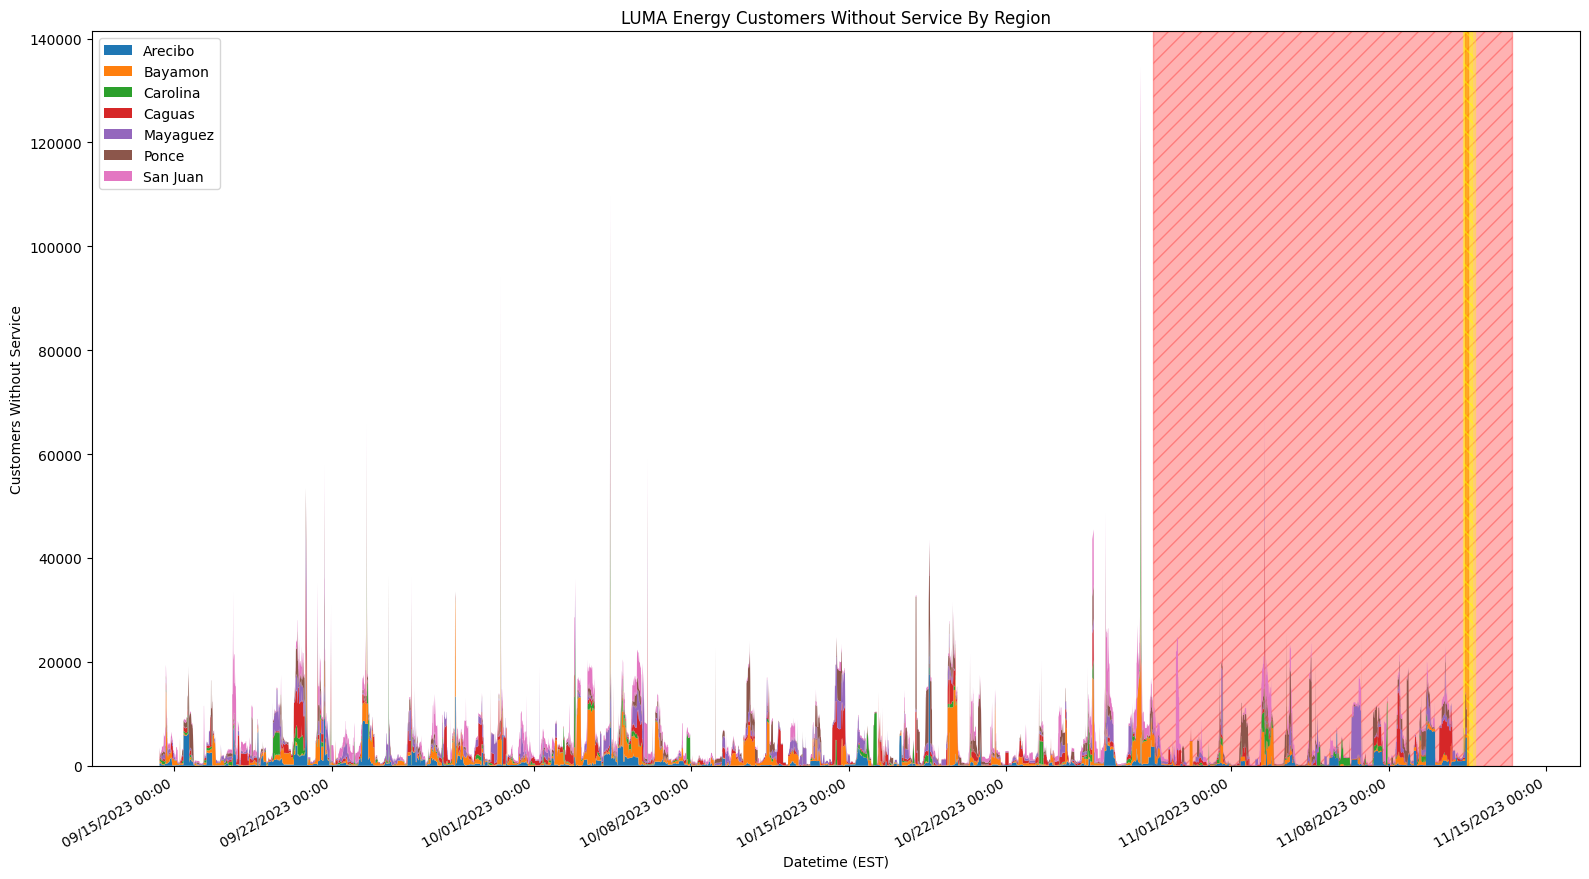 LUMA Energy Customers Without Service By Region
140000
120000
100000
80000
60000
40000
20000
0
Customers Without Service
Arecibo
Bayamon
Carolina
Caguas
Mayaguez
Ponce
San Juan
09/15/2023 00:00
09/22/2023 00:00
10/01/2023 00:00
10/08/2023 00:00
10/15/2023 00:00
10/22/2023 00:00
11/01/2023 00:00
11/08/2023 00:00
11/15/2023 00:00
Datetime (EST)